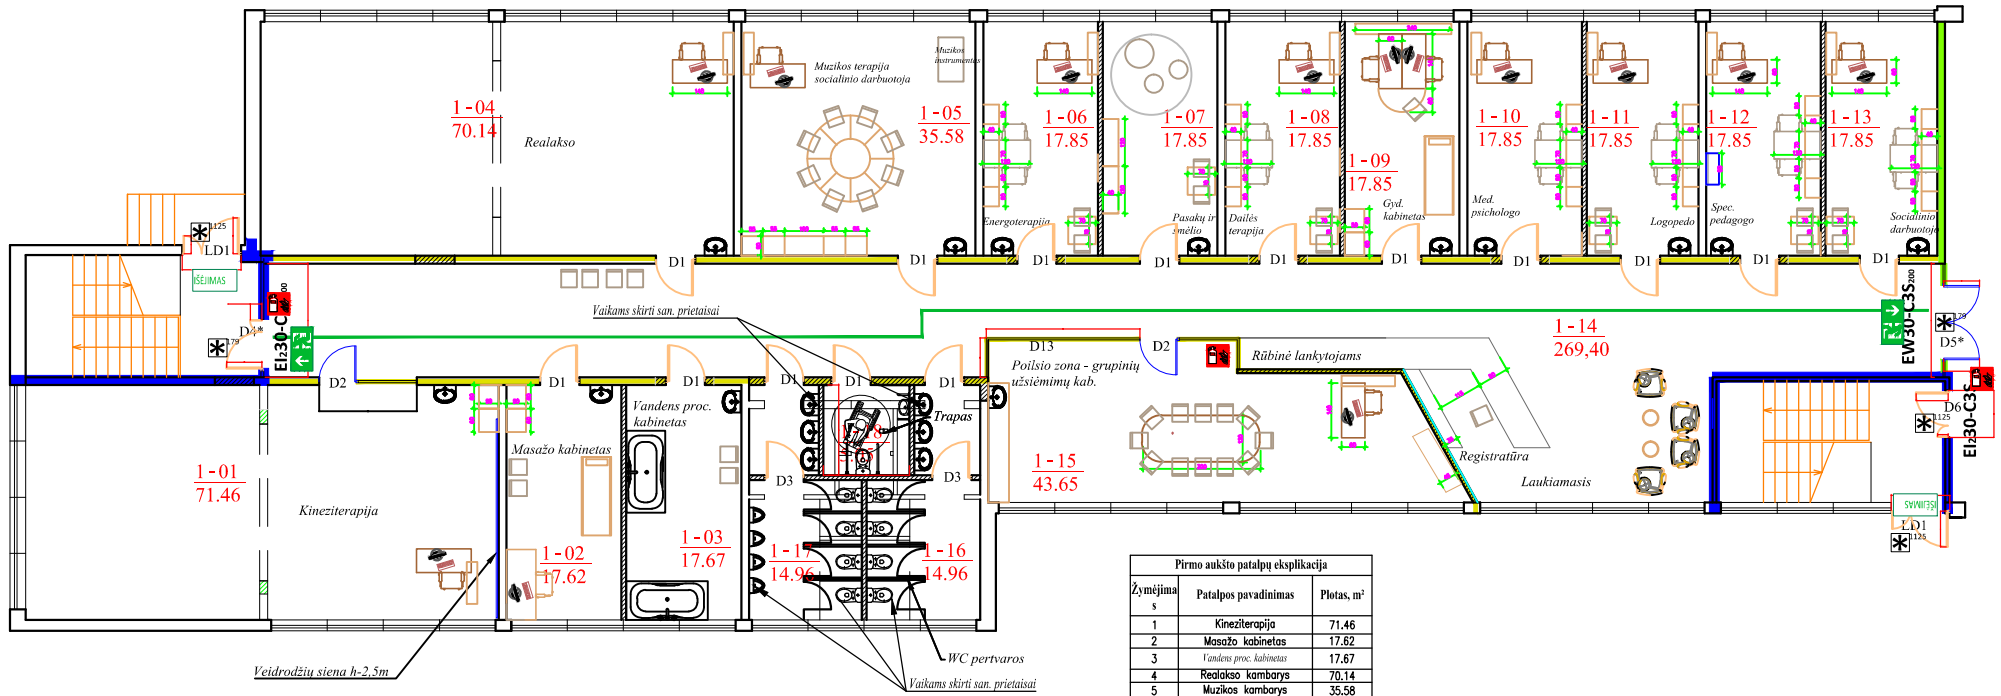 1-04
70.14
Realakso
Muzikos terapija
socialinio darbuotoja
Muzikos
instrumentas
1-05
35.58
1-06
17.85
Energoterapija
1-07
17.85
Pasakų ir
smėlio
1-08
17.85
Dailės
terapija
1-09
17.85
Gyd.
kabinetas
1-10
17.85
Med.
psichologo
1-11
17.85
Logopedo
1-12
17.85
Spec.
pedagogo
1-13
17.85
Socialinio
darbuotojo
1125
LD1
IŠĖJIMAS
D4*
179
EI₂30-C
D1
D1
D1
D1
D1
D1
D1
D1
D1
D1
Vaikams skirti san. prietaisai
1-14
269,40
EW30-C3S200
179
D5*
D2
D1
D1
D1
D1
D1
D13
D2
Poilsio zona - grupinių
užsiėmimų kab.
Rūbinė lankytojams
Trapas
D6
1125
EI₂30-C3S
1-01
71.46
Kineziterapija
Masažo kabinetas
1-02
17.62
Vandens proc.
kabinetas
1-03
17.67
D3
D3
1-17
14.96
1-16
14.96
1-15
43.65
Registratūra
Laukiamasis
IŠĖJIMAS
LD1
1125
Veidrodžių siena h-2,5m
WC pertvaros
Vaikams skirti san. prietaisai
Pirmo aukšto patalpų eksplikacija
Žymėjima
s
Patalpos pavadinimas
Plotas, m²
1 Kineziterapija 71.46
2 Masažo kabinetas 17.62
3 Vandens proc. kabinetas 17.67
4 Realakso kambarys 70.14
5 Muzikos kambarys 35.58